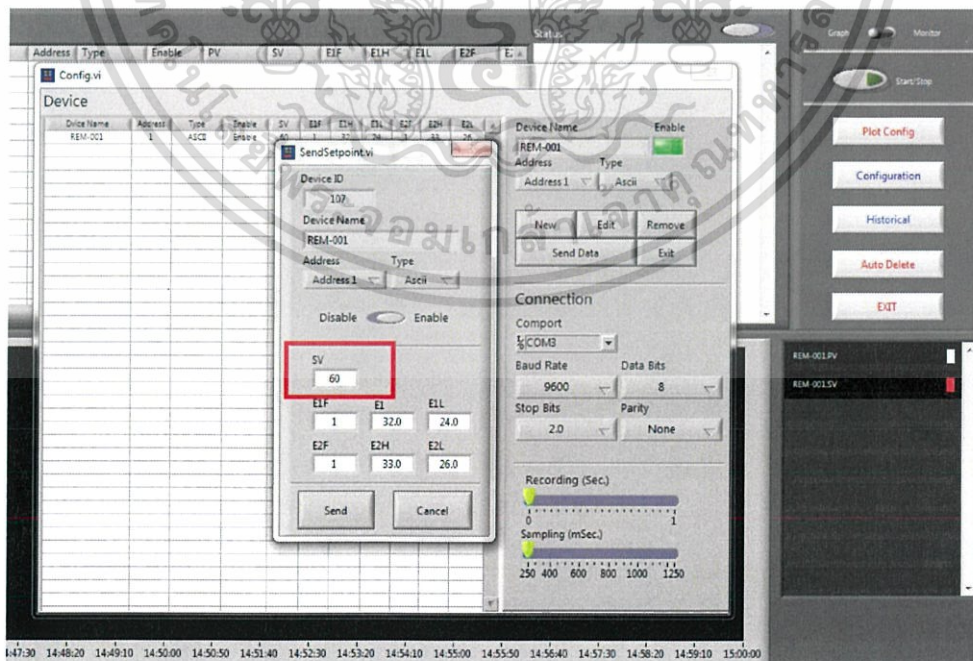 Status
Graph Monitor
Address Type Enable PV SV E1F E1H E1L E2F
Start/Stop
Config.vi
Device
Dvice Name Address Type Enable SV E1F E1H E1L E2F E2H E2L
REM-001 1 ASCII Enable 60 1 32 24 1 33 26
SendSetpoint.vi
Device ID
107
Device Name
REM-001
Address Type
Address 1 Ascii
Disable Enable
SV
60
E1F E1 E1L
1 32.0 24.0
E2F E2H E2L
1 33.0 26.0
Send Cancel
Device Name Enable
REM-001
Address Type
Address 1 Ascii
New Edit Remove
Send Data Exit
Connection
Comport
COM3
Baud Rate Data Bits
9600 8
Stop Bits Parity
2.0 None
Recording (Sec.)
0 1
Sampling (mSec.)
250 400 600 800 1000 1250
Plot Config
Configuration
Historical
Auto Delete
EXIT
REM-001.PV
REM-001.SV
14:48:20 14:49:10 14:50:00 14:50:50 14:51:40 14:52:30 14:53:20 14:54:10 14:55:00 14:55:50 14:56:40 14:57:30 14:58:20 14:59:10 15:00:00